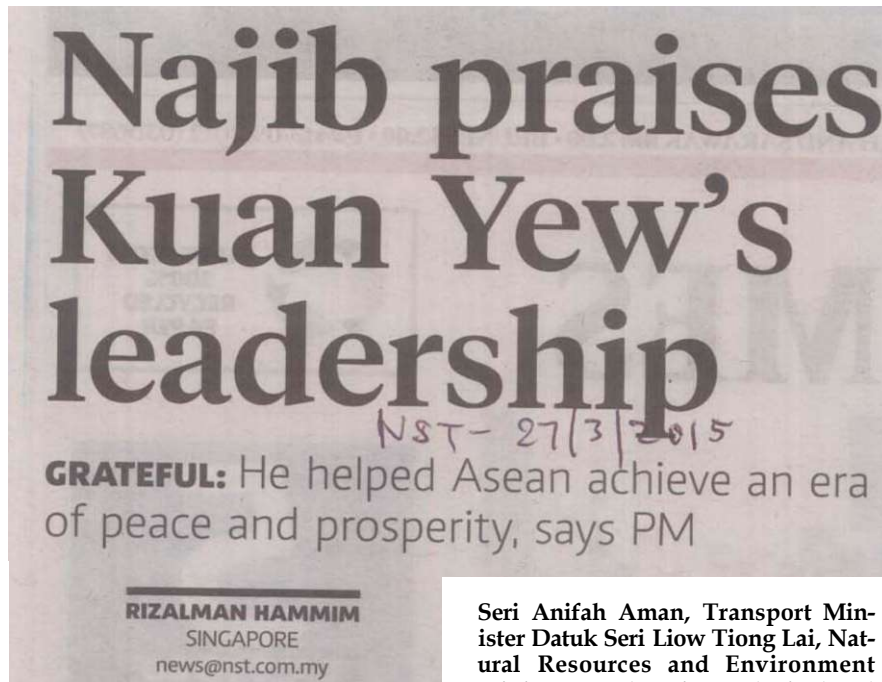 Najib praises
Kuan Yew's
leadership
NST - 27/3/2015
GRATEFUL: He helped Asean achieve an era
of peace and prosperity, says PM
RIZALMAN HAMMIM
SINGAPORE
news@nst.com.my
Seri Anifah Aman, Transport Min-
ister Datuk Seri Liow Tiong Lai, Nat-
ural Resources and Environment